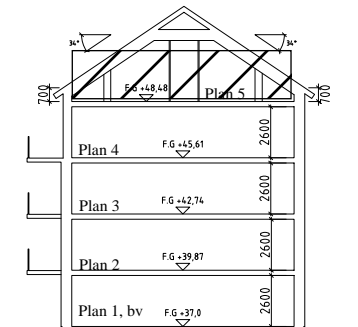 34° 34°
700 F.G +48,48 Plan 5 700
Plan 4 F.G +45,61 2600
Plan 3 F.G +42,74 2600
Plan 2 F.G +39,87 2600
Plan 1, bv F.G +37,0 2600